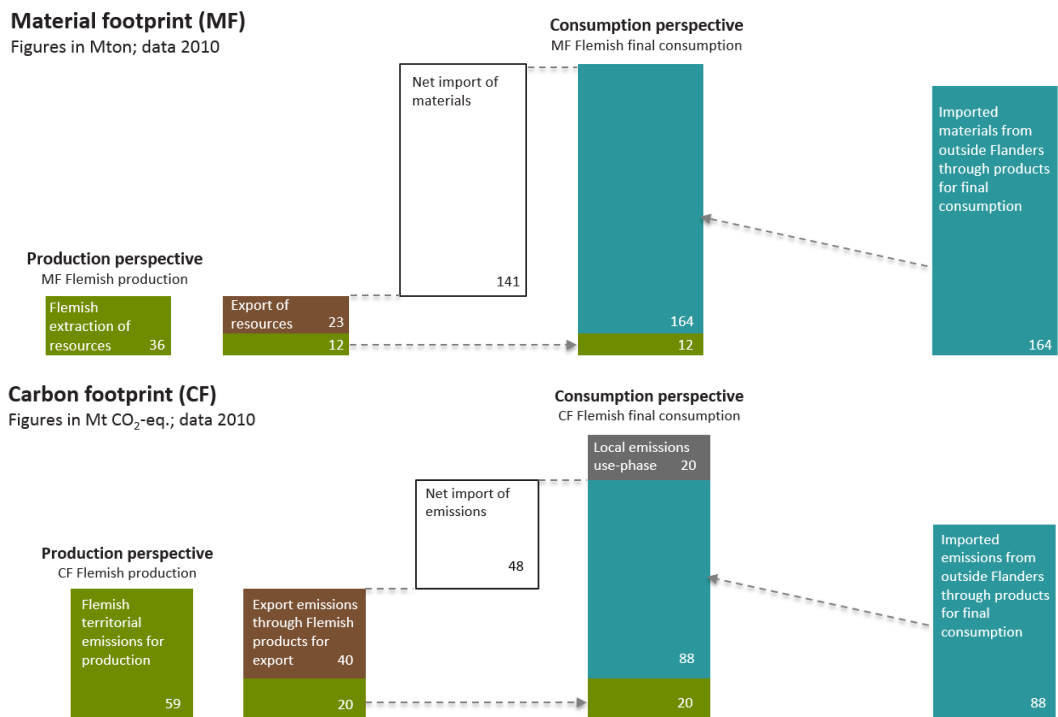 Material footprint (MF)
Figures in Mton; data 2010
Consumption perspective
MF Flemish final consumption
Net import of
materials
141
Imported
materials from
outside Flanders
through products
for final
consumption
164
Production perspective
MF Flemish production
Flemish
extraction of
resources 36
Export of
resources 23
12
164
12
Carbon footprint (CF)
Figures in Mt CO₂-eq.; data 2010
Consumption perspective
CF Flemish final consumption
Local emissions
use-phase 20
Net import of
emissions
48
Production perspective
CF Flemish production
Flemish
territorial
emissions for
production
59
Export emissions
through Flemish
products for
export 40
20
88
20
Imported
emissions from
outside Flanders
through products
for final
consumption
88